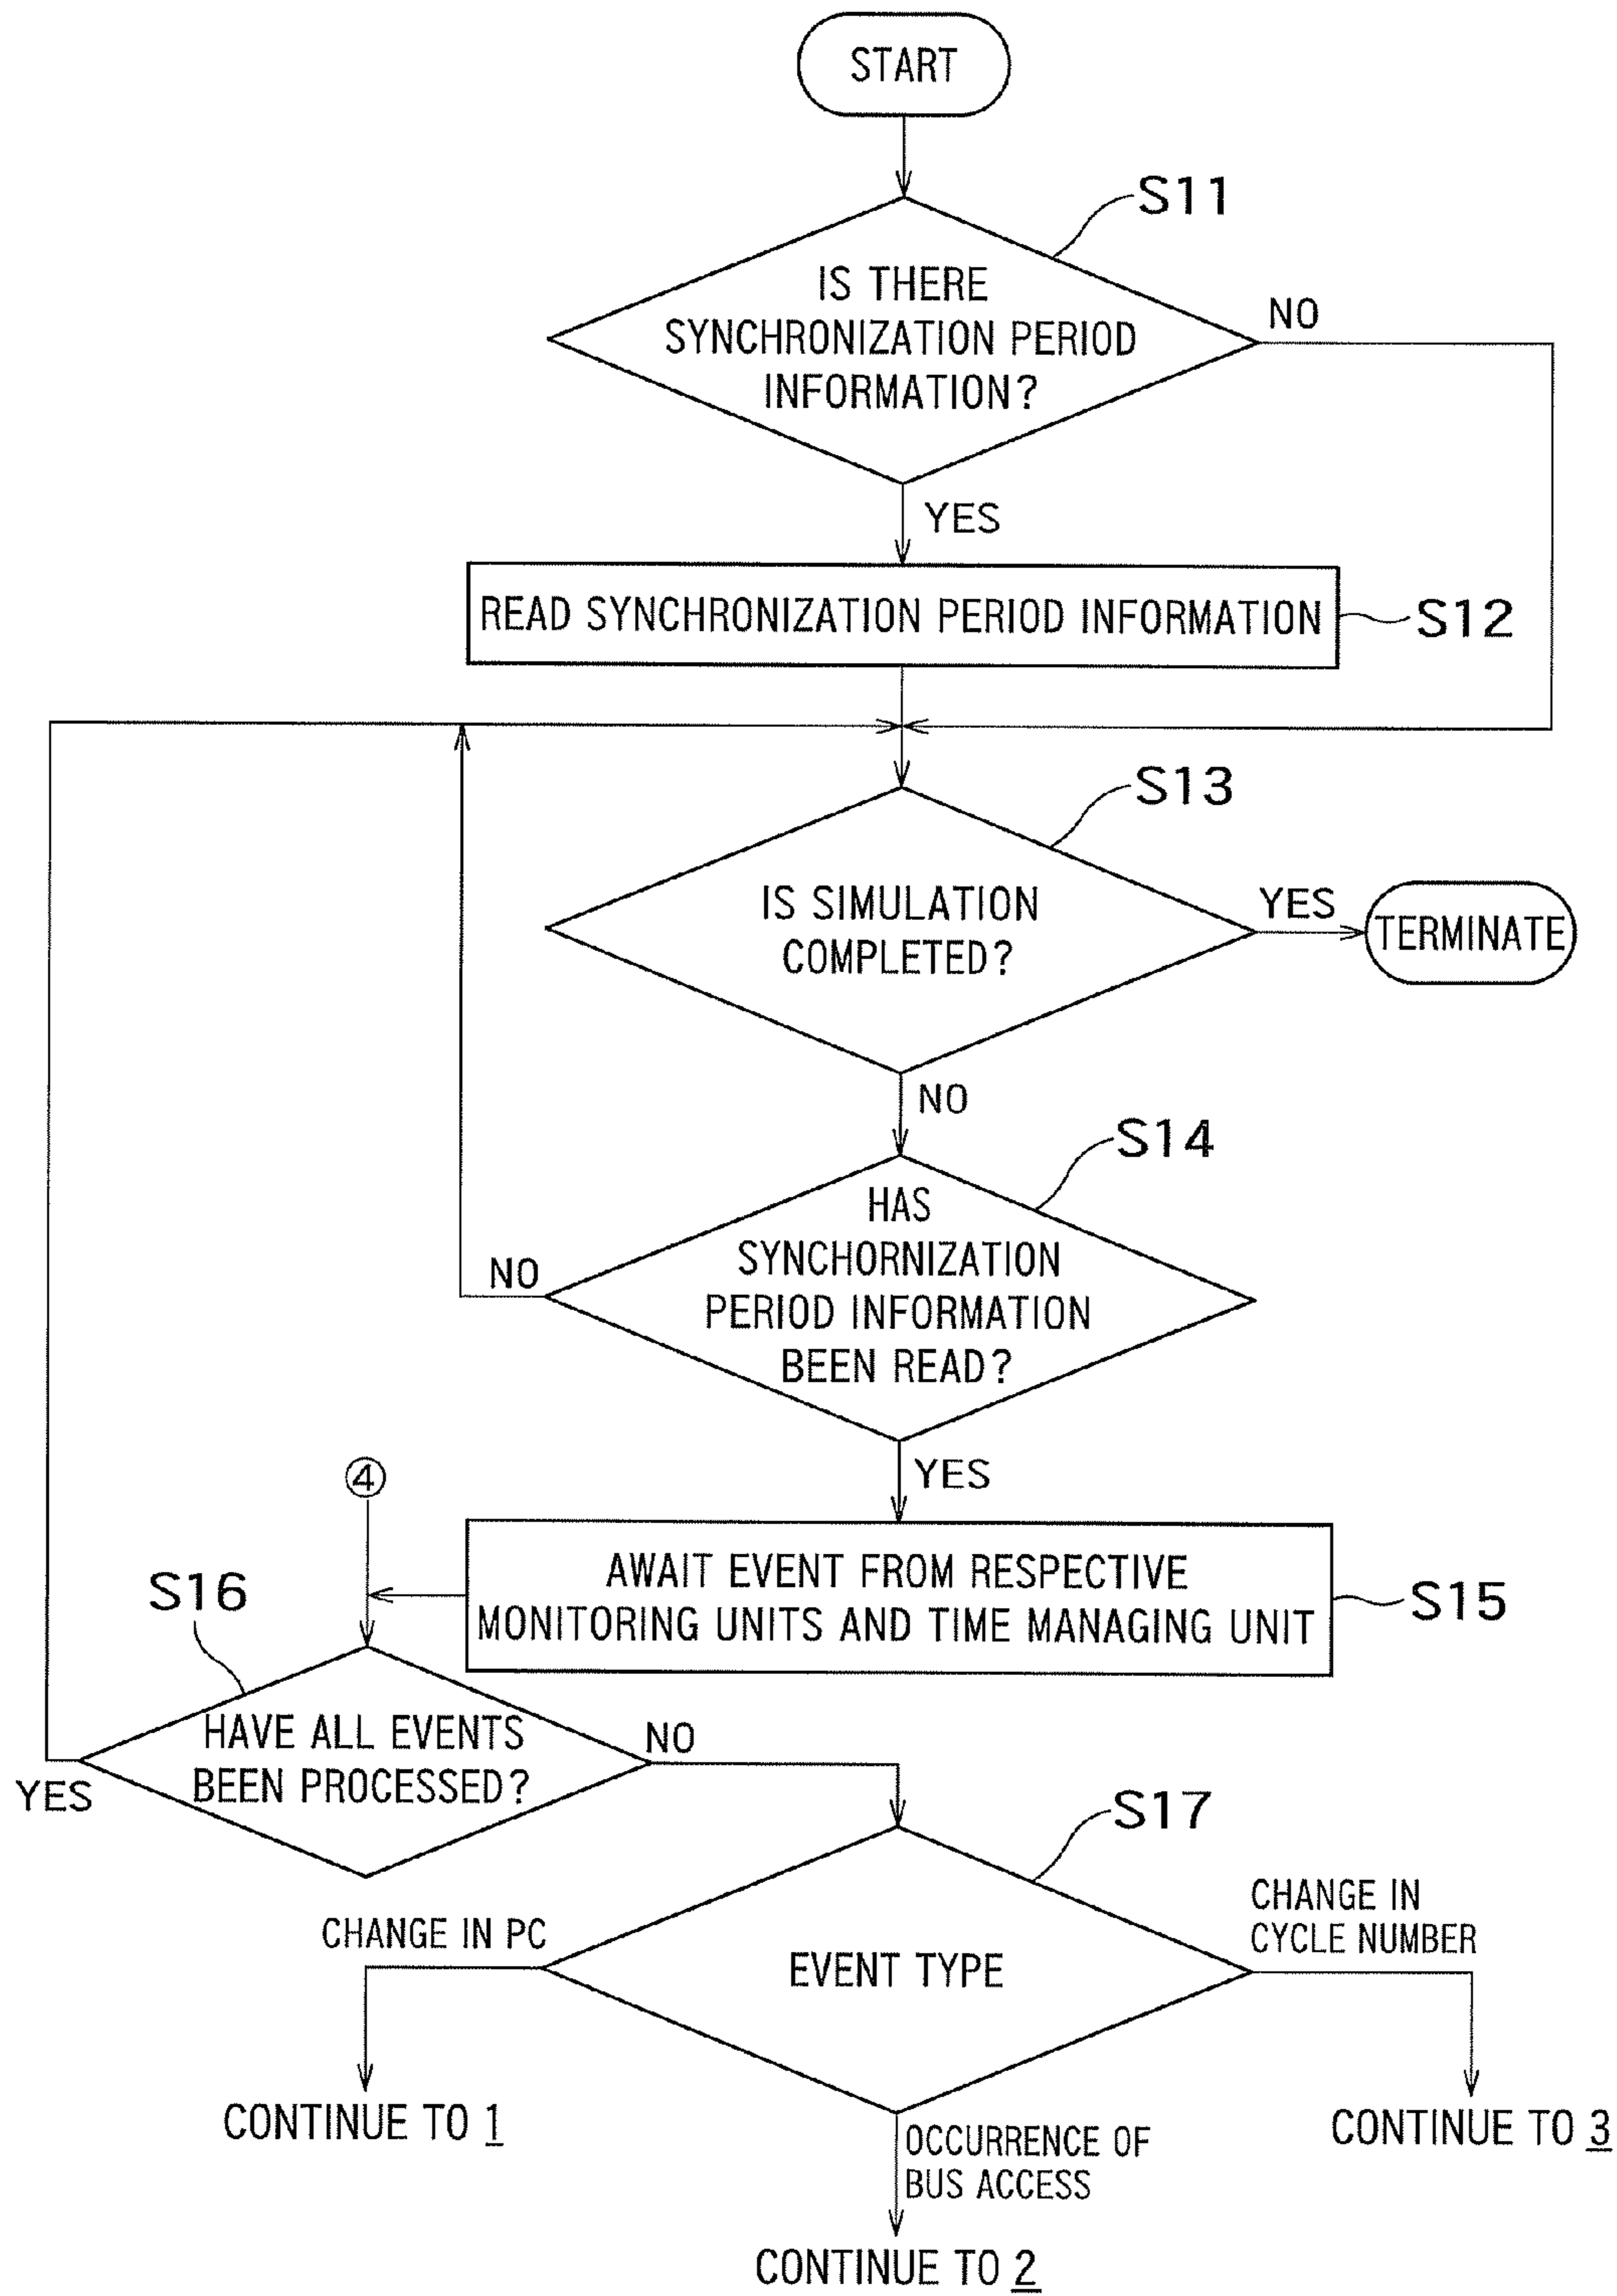 START
S11
IS THERE
SYNCHRONIZATION PERIOD
INFORMATION?
NO
YES
READ SYNCHRONIZATION PERIOD INFORMATION
S12
S13
IS SIMULATION
COMPLETED?
YES
TERMINATE
NO
S14
HAS
SYNCHORNIZATION
PERIOD INFORMATION
BEEN READ?
NO
YES
④
AWAIT EVENT FROM RESPECTIVE
MONITORING UNITS AND TIME MANAGING UNIT
S15
S16
HAVE ALL EVENTS
BEEN PROCESSED?
YES
NO
S17
EVENT TYPE
CHANGE IN PC
CHANGE IN
CYCLE NUMBER
CONTINUE TO 1
OCCURRENCE OF
BUS ACCESS
CONTINUE TO 3
CONTINUE TO 2